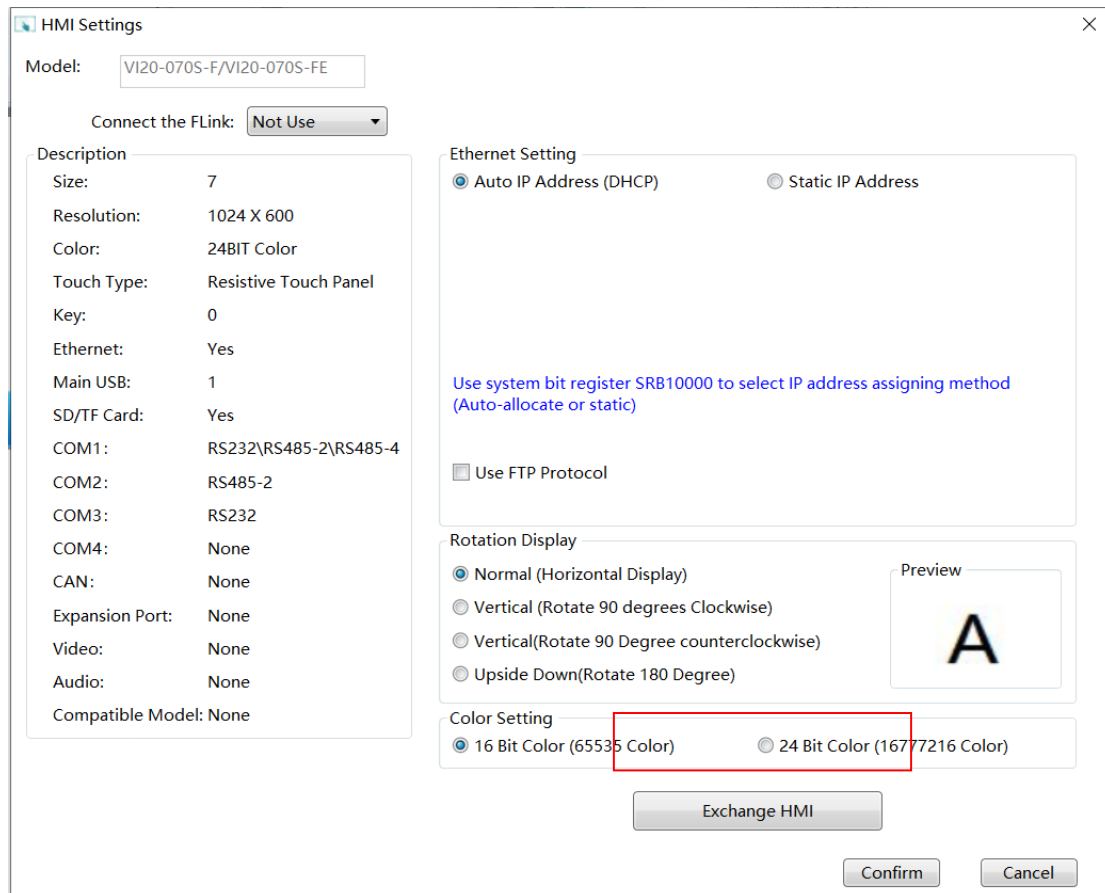 HMI Settings
Model: VI20-070S-F/VI20-070S-FE
Connect the FLink: Not Use
Description
Size: 7
Resolution: 1024 X 600
Color: 24BIT Color
Touch Type: Resistive Touch Panel
Key: 0
Ethernet: Yes
Main USB: 1
SD/TF Card: Yes
COM1: RS232\RS485-2\RS485-4
COM2: RS485-2
COM3: RS232
COM4: None
CAN: None
Expansion Port: None
Video: None
Audio: None
Compatible Model: None
Ethernet Setting
Auto IP Address (DHCP) Static IP Address
Use system bit register SRB10000 to select IP address assigning method
(Auto-allocate or static)
Use FTP Protocol
Rotation Display
Normal (Horizontal Display)
Vertical (Rotate 90 degrees Clockwise)
Vertical(Rotate 90 Degree counterclockwise)
Upside Down(Rotate 180 Degree)
Preview
A
Color Setting
16 Bit Color (65535 Color) 24 Bit Color (16777216 Color)
Exchange HMI
Confirm Cancel